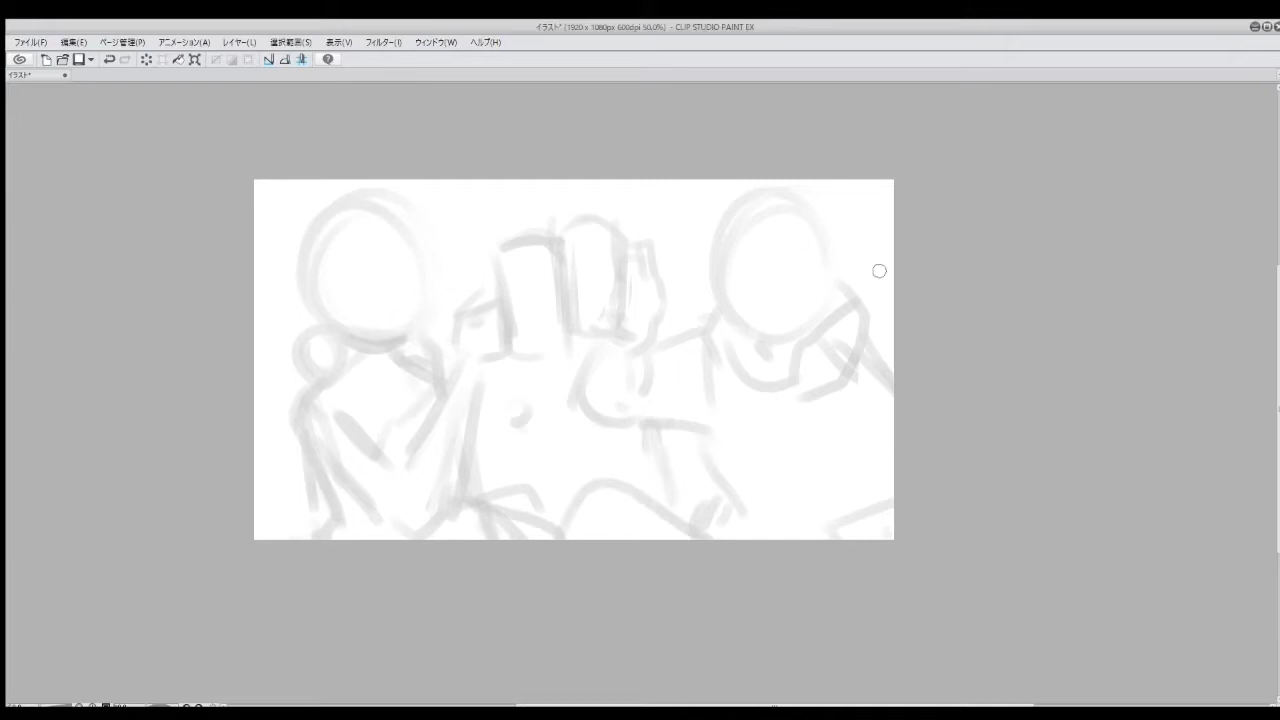 イラスト* (1920 x 1080px 600dpi 50.0%) - CLIP STUDIO PAINT EX
ファイル(F) 編集(E) ページ管理(P) アニメーション(A) レイヤー(L) 選択範囲(S) 表示(V) フィルター(I) ウィンドウ(W) ヘルプ(H)
イラスト*